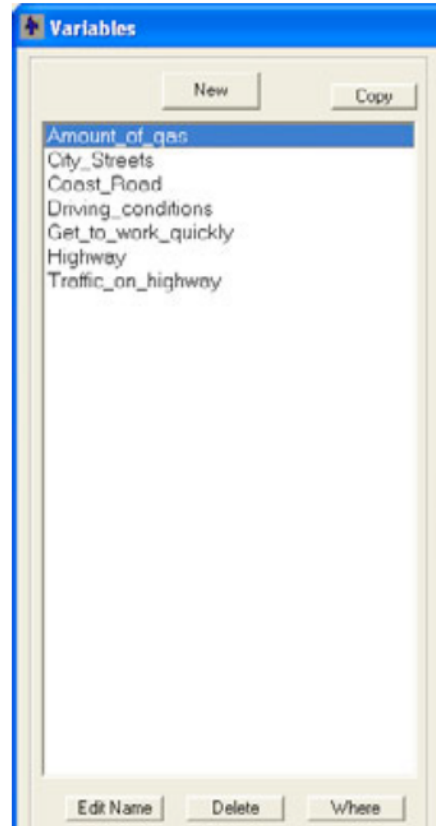 Variables
New Copy
Amount_of_gas
City_Streets
Coast_Road
Driving_conditions
Get_to_work_quickly
Highway
Traffic_on_highway
Edit Name Delete Where